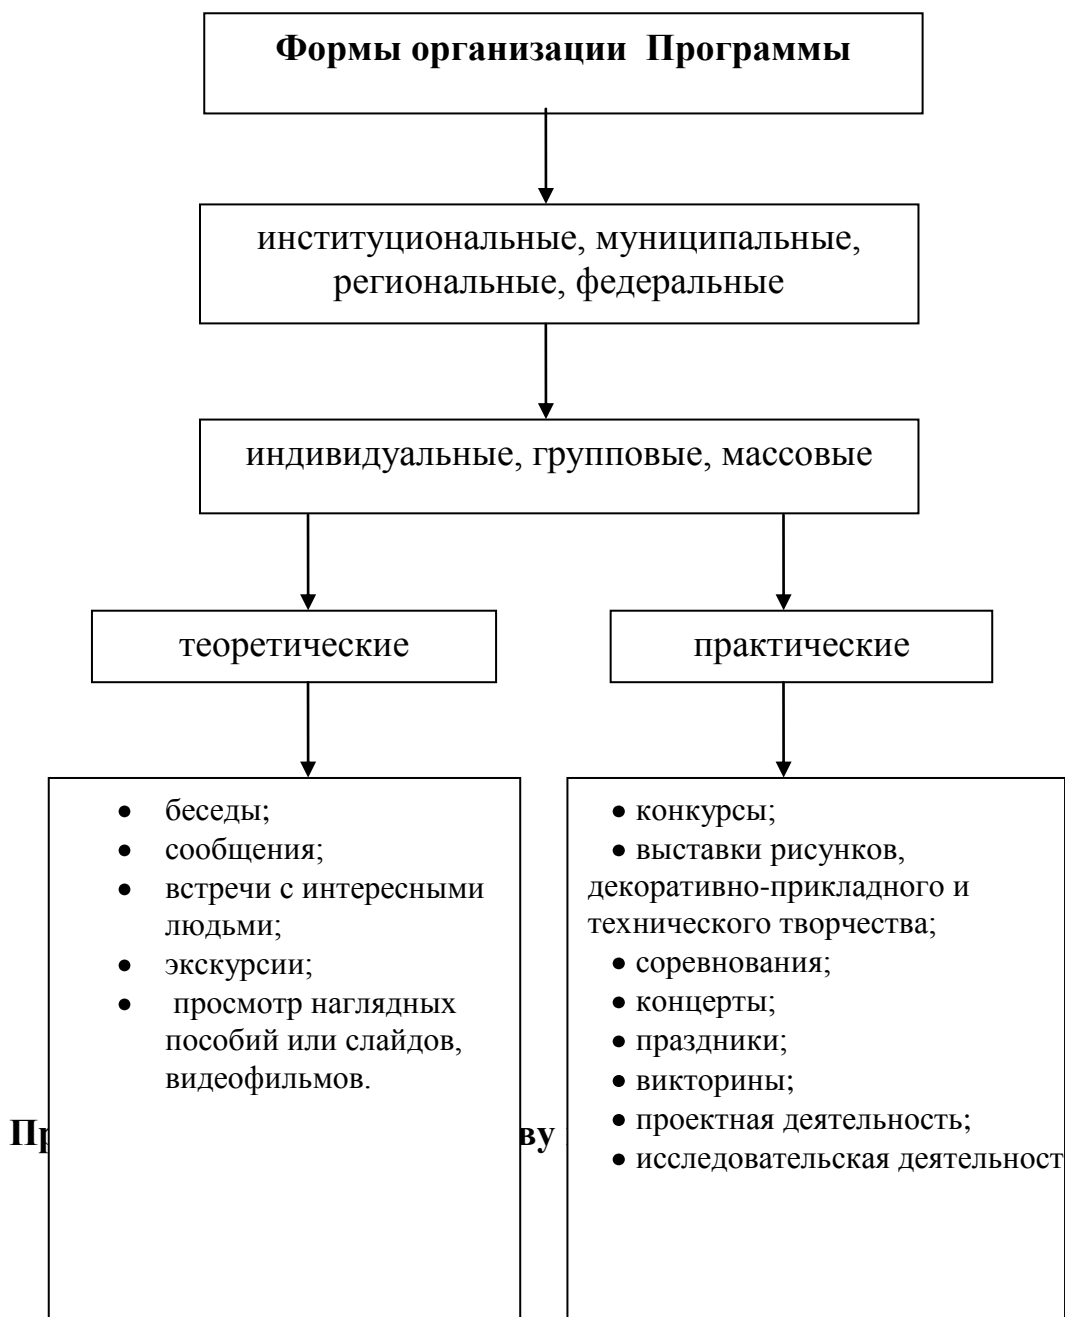 Формы организации Программы
институциональные, муниципальные,
региональные, федеральные
индивидуальные, групповые, массовые
теоретические
практические
• беседы;
• сообщения;
• встречи с интересными
людьми;
• экскурсии;
• просмотр наглядных
пособий или слайдов,
видеофильмов.
• конкурсы;
• выставки рисунков,
декоративно-прикладного и
технического творчества;
• соревнования;
• концерты;
• праздники;
• викторины;
• проектная деятельность;
• исследовательская деятельност